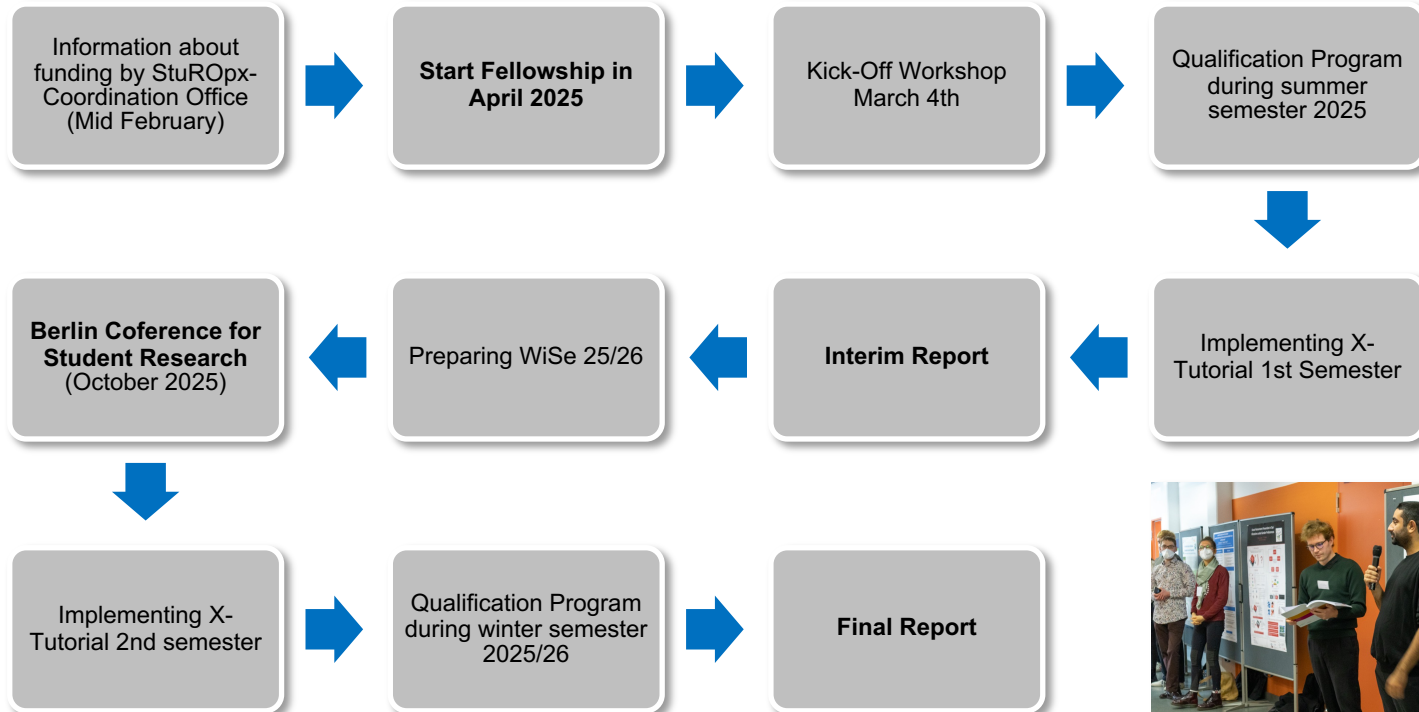 Information about
funding by StuROpx-
Coordination Office
(Mid February)
Start Fellowship in
April 2025
Kick-Off Workshop
March 4th
Qualification Program
during summer
semester 2025
Implementing X-
Tutorial 1st Semester
Interim Report
Preparing WiSe 25/26
Berlin Coference for
Student Research
(October 2025)
Implementing X-
Tutorial 2nd semester
Qualification Program
during winter semester
2025/26
Final Report